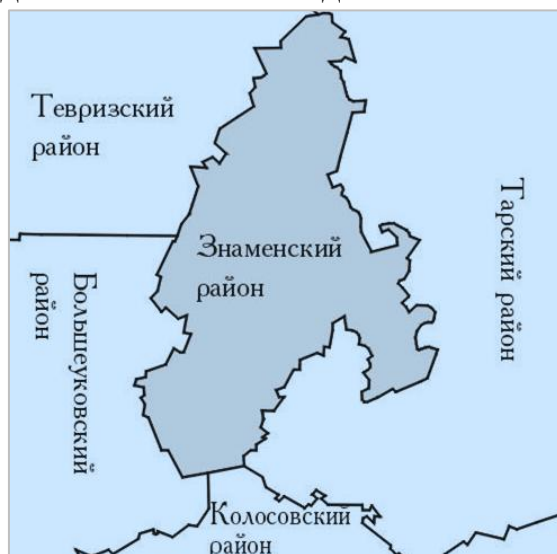 Тевризский
район
Знаменский
район
Тарский район
Большеуковский
район
Колосовский
район